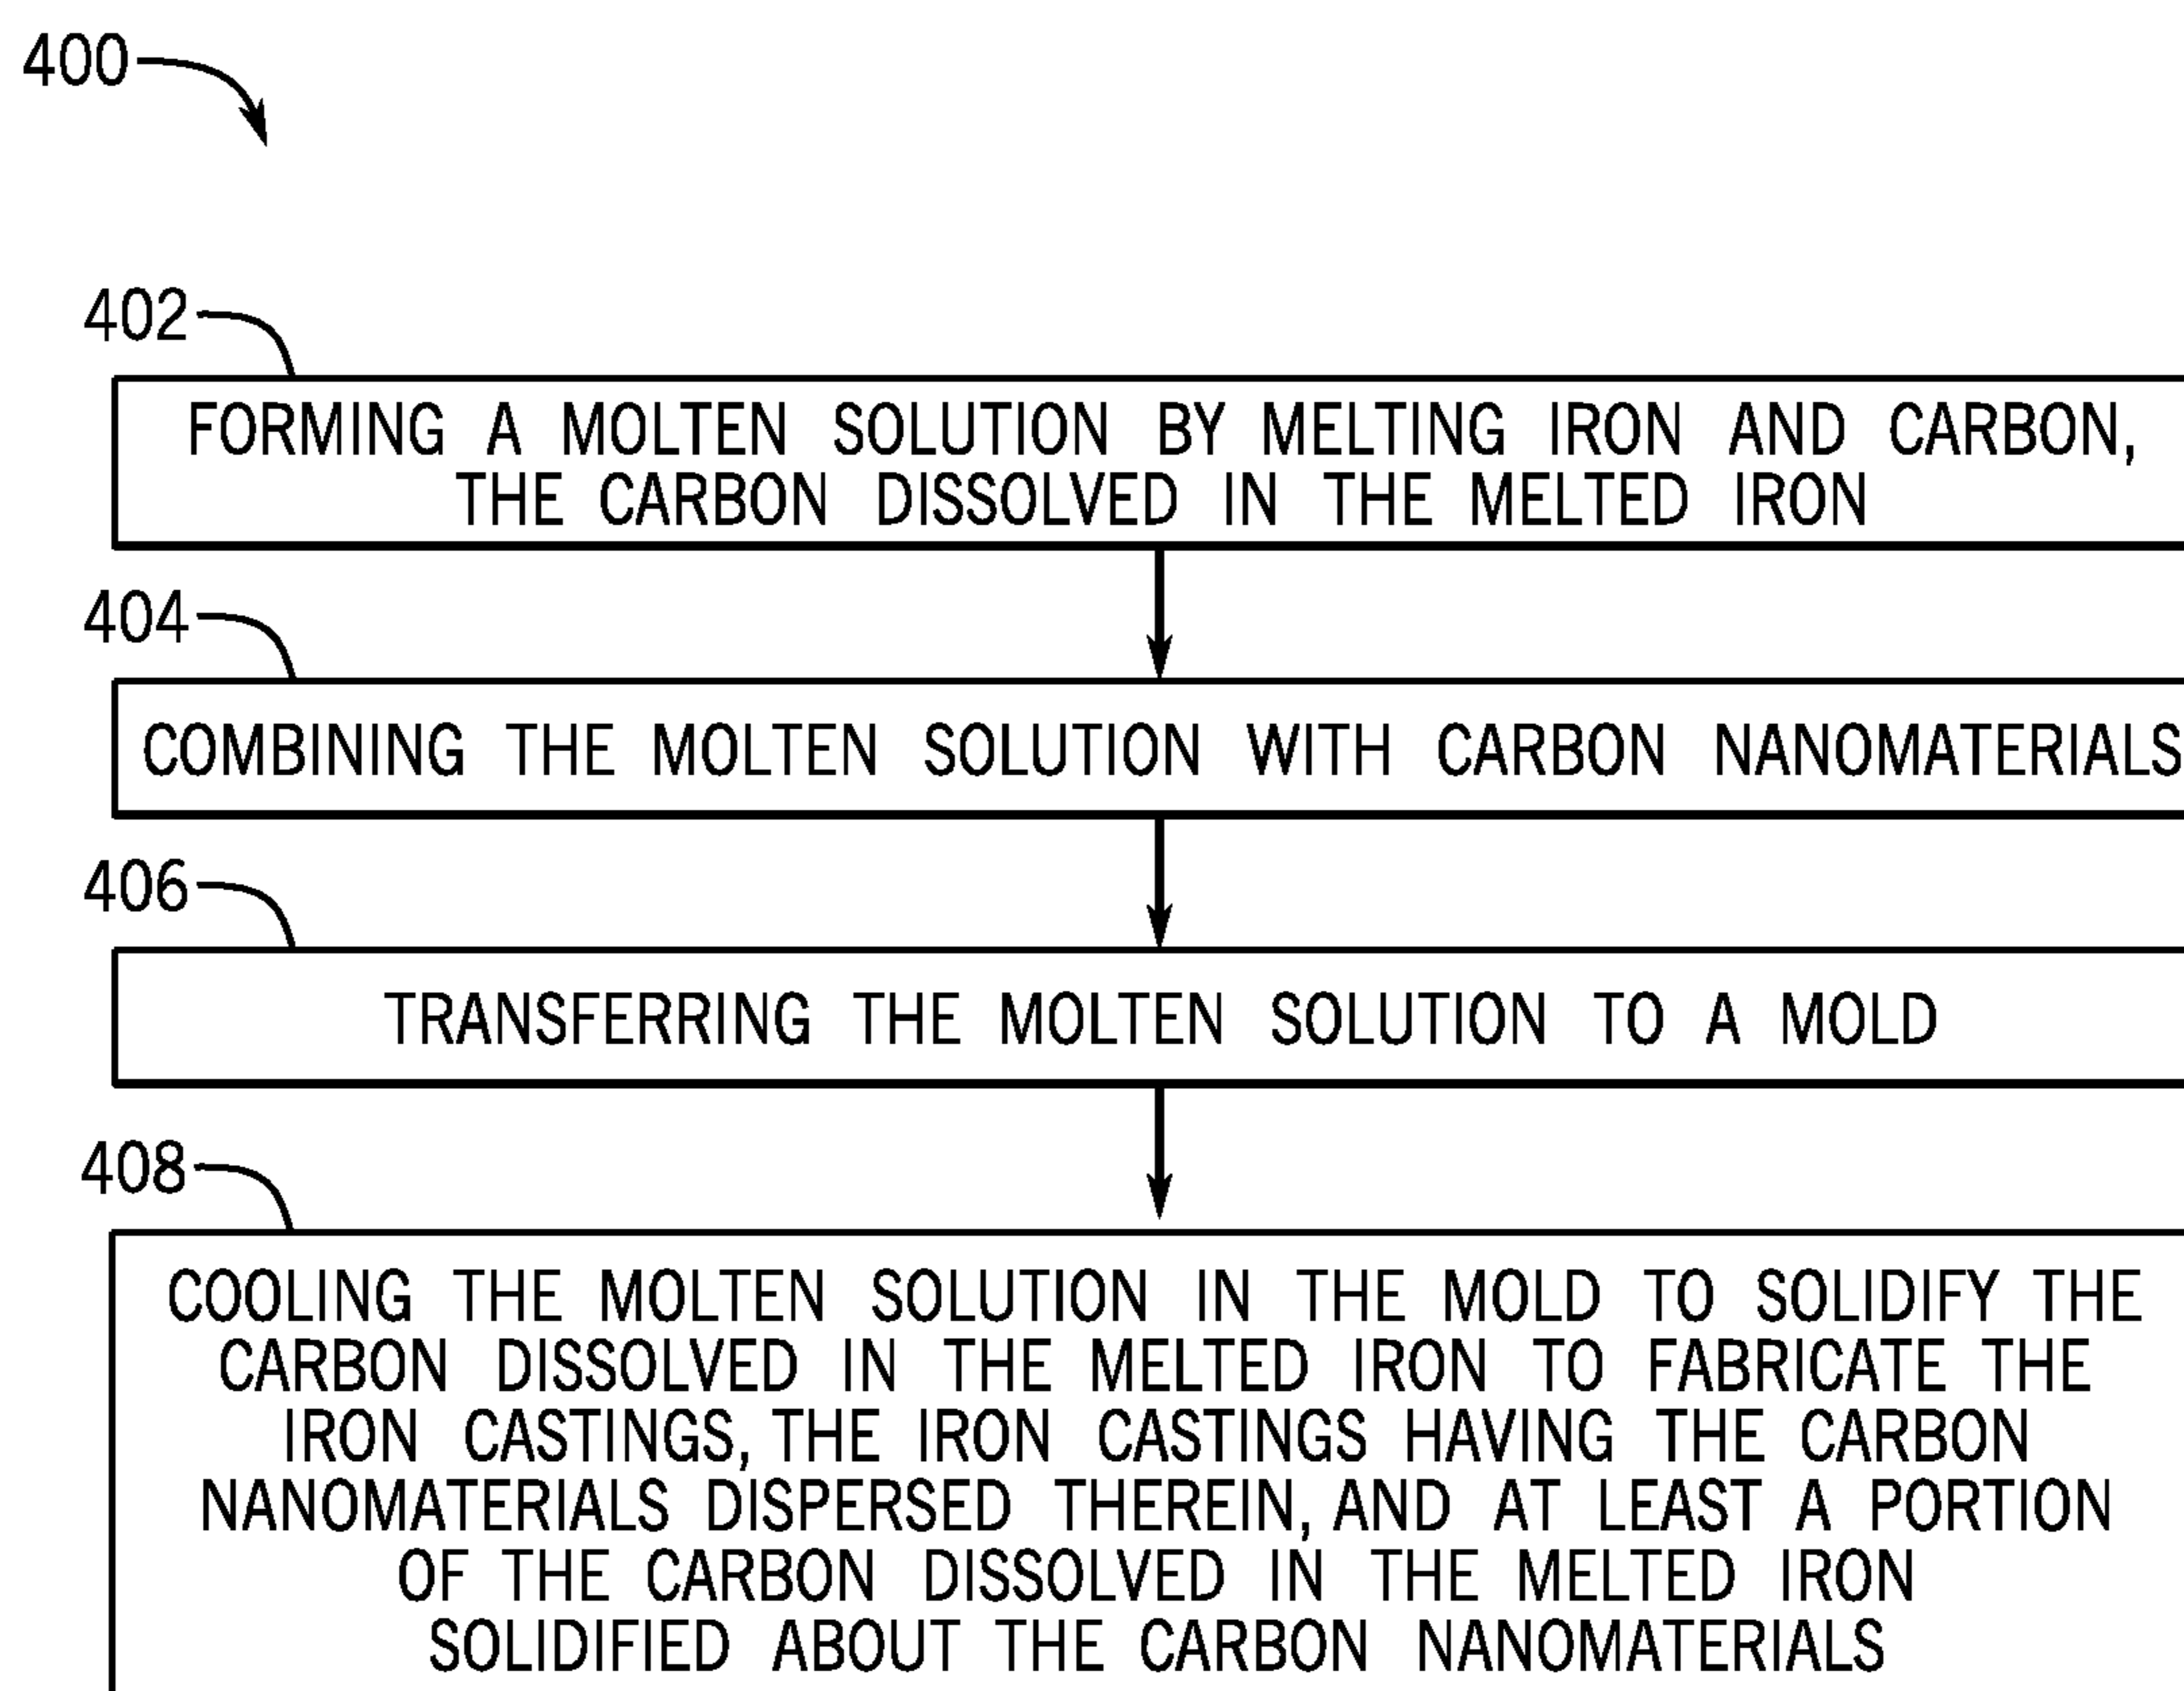 400
402
FORMING A MOLTEN SOLUTION BY MELTING IRON AND CARBON,
THE CARBON DISSOLVED IN THE MELTED IRON
404
COMBINING THE MOLTEN SOLUTION WITH CARBON NANOMATERIALS
406
TRANSFERRING THE MOLTEN SOLUTION TO A MOLD
408
COOLING THE MOLTEN SOLUTION IN THE MOLD TO SOLIDIFY THE
CARBON DISSOLVED IN THE MELTED IRON TO FABRICATE THE
IRON CASTINGS, THE IRON CASTINGS HAVING THE CARBON
NANOMATERIALS DISPERSED THEREIN, AND AT LEAST A PORTION
OF THE CARBON DISSOLVED IN THE MELTED IRON
SOLIDIFIED ABOUT THE CARBON NANOMATERIALS